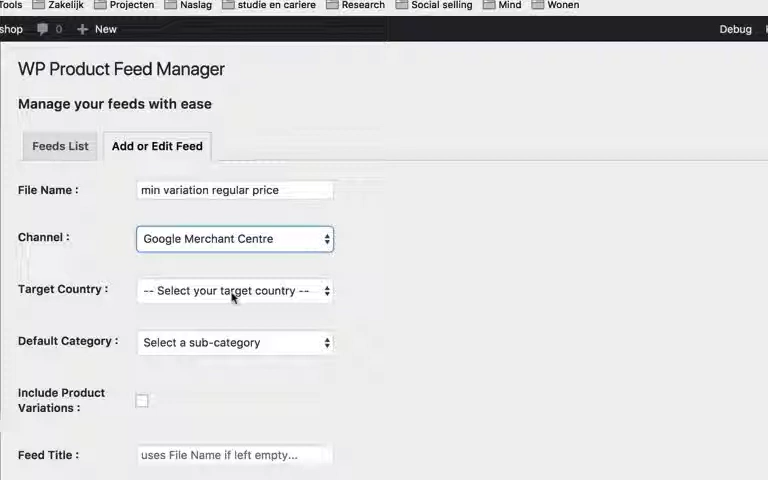 Tools Zakelijk Projecten Naslag studie en cariere Research Social selling Mind Wonen
shop 0 + New Debug
WP Product Feed Manager
Manage your feeds with ease
Feeds List Add or Edit Feed
File Name : min variation regular price
Channel : Google Merchant Centre
Target Country : -- Select your target country --
Default Category : Select a sub-category
Include Product
Variations :
Feed Title : uses File Name if left empty...